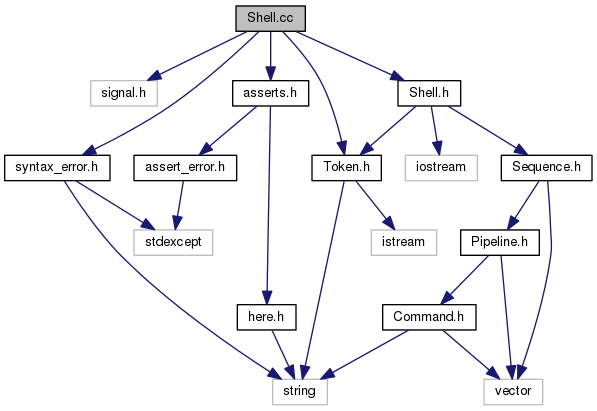 Shell.cc
signal.h
asserts.h
Shell.h
syntax_error.h
assert_error.h
Token.h
iostream
Sequence.h
stdexcept
istream
Pipeline.h
here.h
Command.h
string
vector